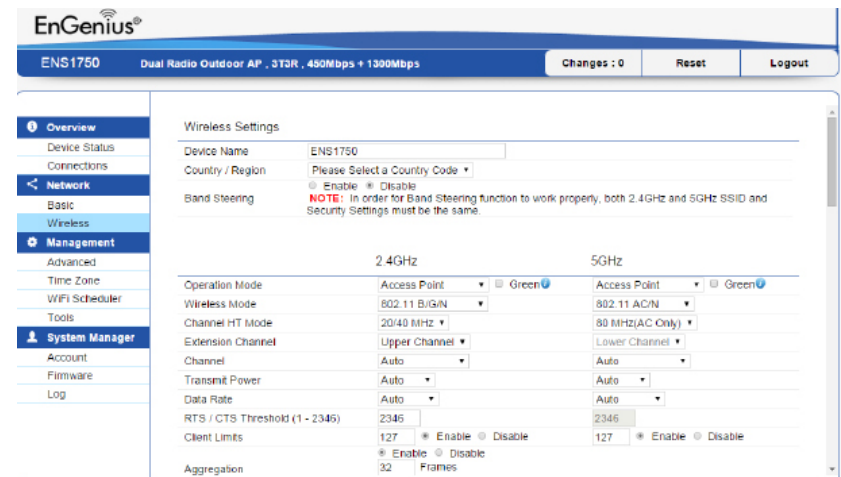 EnGenius®
ENS1750 Dual Radio Outdoor AP , 3T3R , 450Mbps + 1300Mbps Changes : 0 Reset Logout
Overview
Device Status
Connections
Network
Basic
Wireless
Management
Advanced
Time Zone
WiFi Scheduler
Tools
System Manager
Account
Firmware
Log
Wireless Settings
Device Name ENS1750
Country / Region Please Select a Country Code
Band Steering Enable Disable
NOTE: In order for Band Steering function to work properly, both 2.4GHz and 5GHz SSID and
Security Settings must be the same.
2.4GHz 5GHz
Operation Mode Access Point Green Access Point Green
Wireless Mode 802.11 B/G/N 802.11 AC/N
Channel HT Mode 20/40 MHz 80 MHz(AC Only)
Extension Channel Upper Channel Lower Channel
Channel Auto Auto
Transmit Power Auto Auto
Data Rate Auto Auto
RTS / CTS Threshold (1 - 2346) 2346 2346
Client Limits 127 Enable Disable 127 Enable Disable
Enable Disable
Aggregation 32 Frames